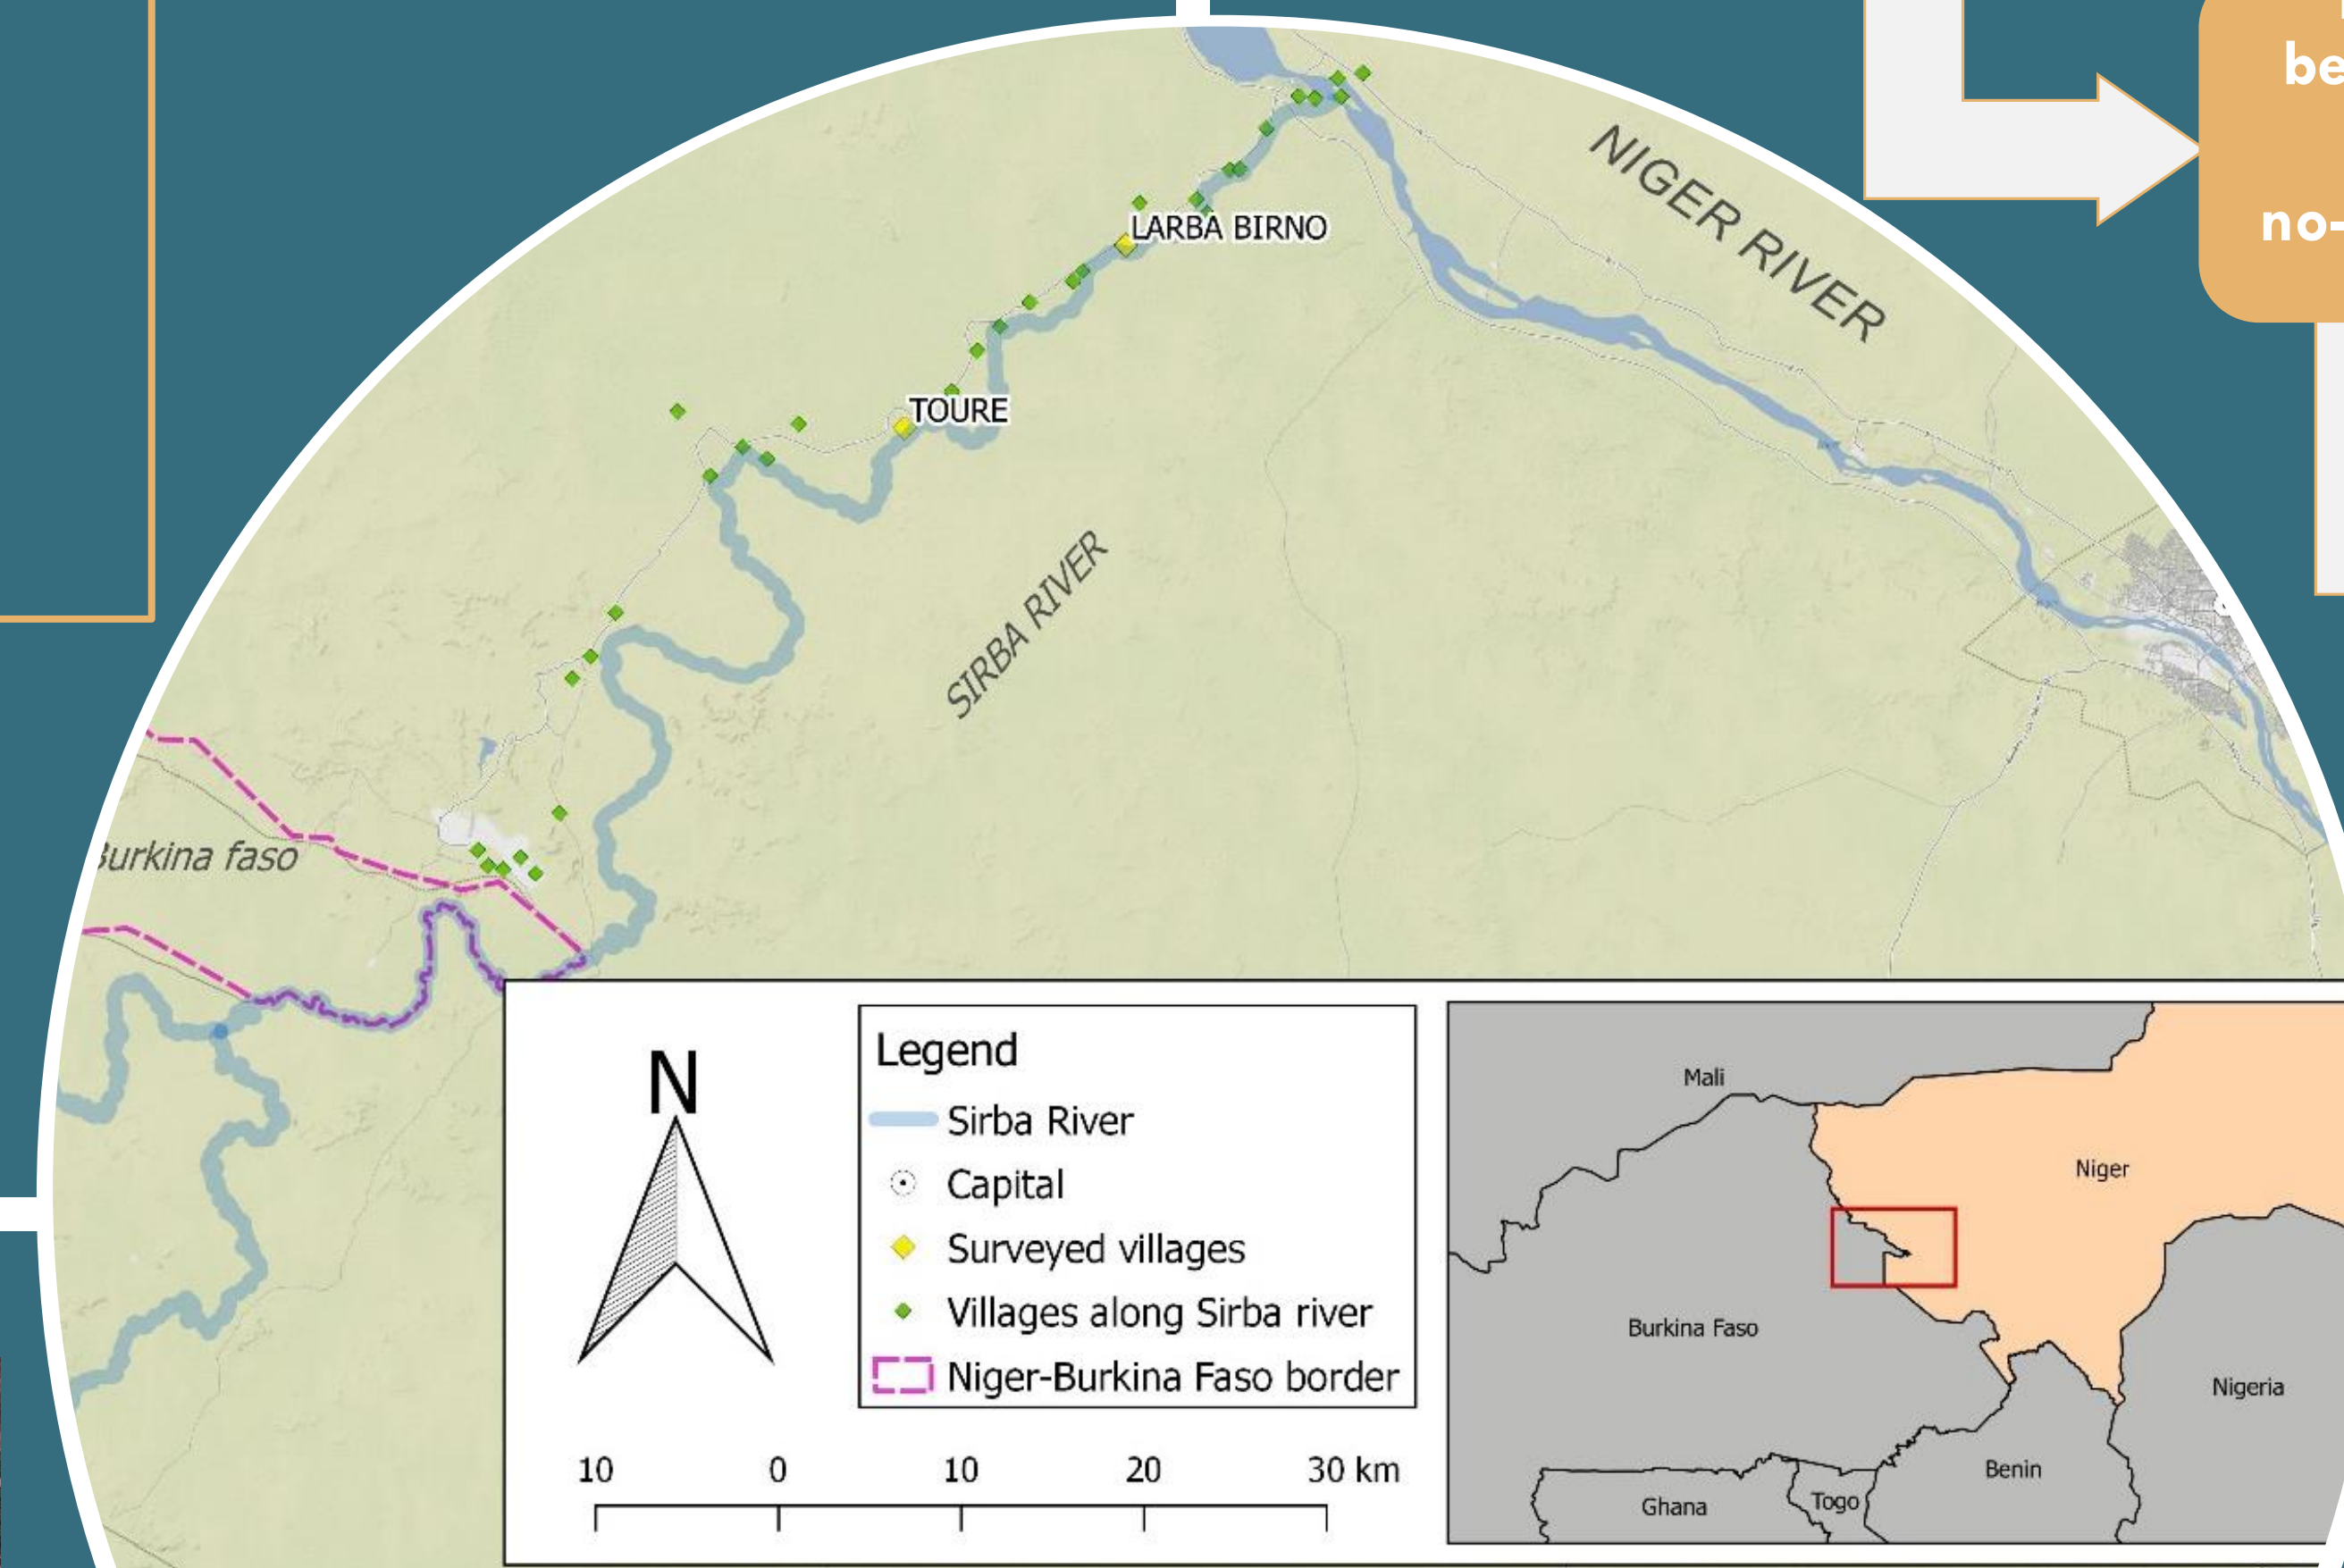 be
no-
NIGER RIVER
LARBA BIRNO
TOURE
SIRBA RIVER
Burkina faso
N
Legend
Sirba River
Capital
Surveyed villages
Villages along Sirba river
Niger-Burkina Faso border
10 0 10 20 30 km
Mali
Niger
Burkina Faso
Nigeria
Benin
Ghana
Togo